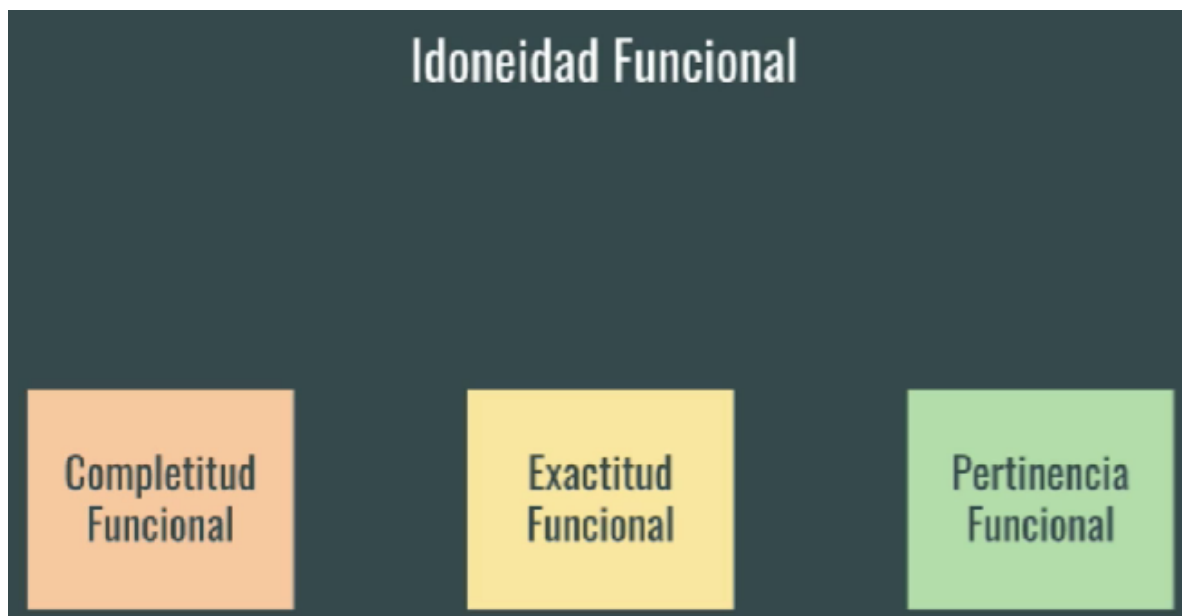 Idoneidad Funcional
Completitud
Funcional
Exactitud
Funcional
Pertinencia
Funcional